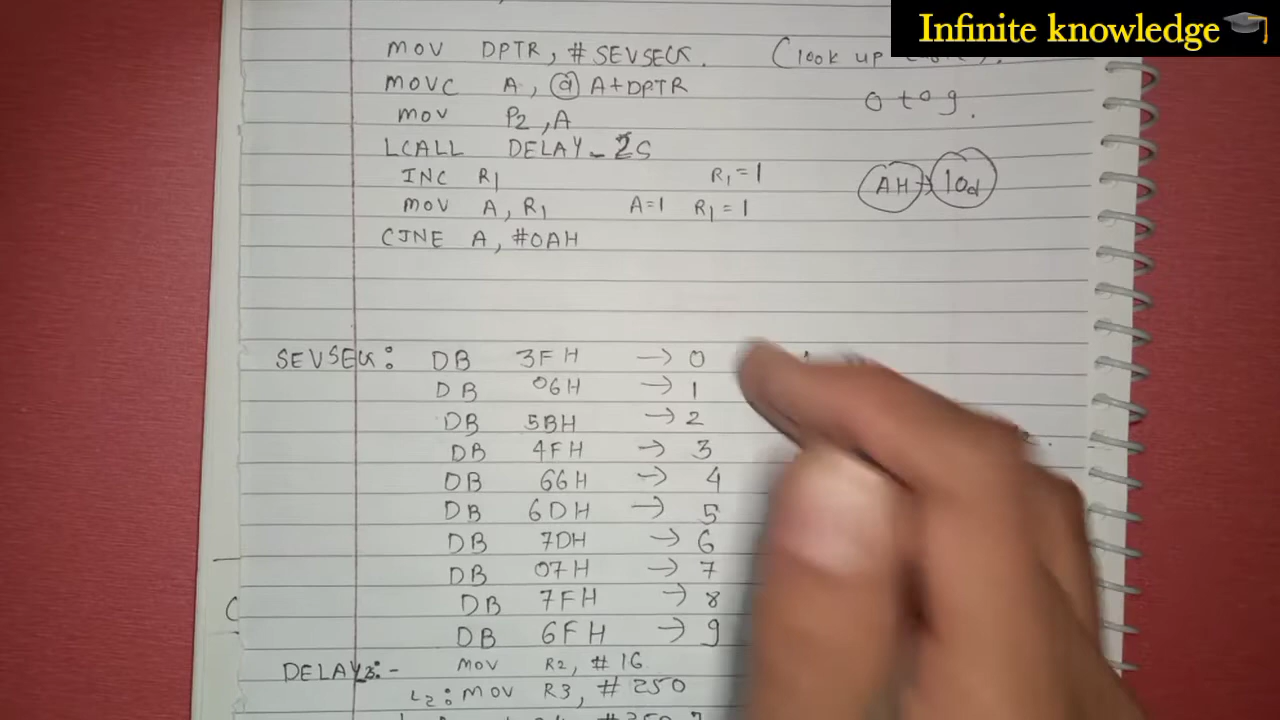 Infinite knowledge
MOV DPTR, #SEVSECK. (look up
MOVC A, @ A+DPTR
0 to 9.
MOV P2, A
LCALL DELAY_2S
INC R1 R1=1
AH → 10d
MOV A, R1 A=1 R1=1
CJNE A, #0AH
SEVSECK: DB 3FH → 0
DB 06H → 1
DB 5BH → 2
DB 4FH → 3
DB 66H → 4
DB 6DH → 5
DB 7DH → 6
DB 07H → 7
DB 7FH → 8
DB 6FH → 9
MOV R2, #16
L2: MOV R3, #250